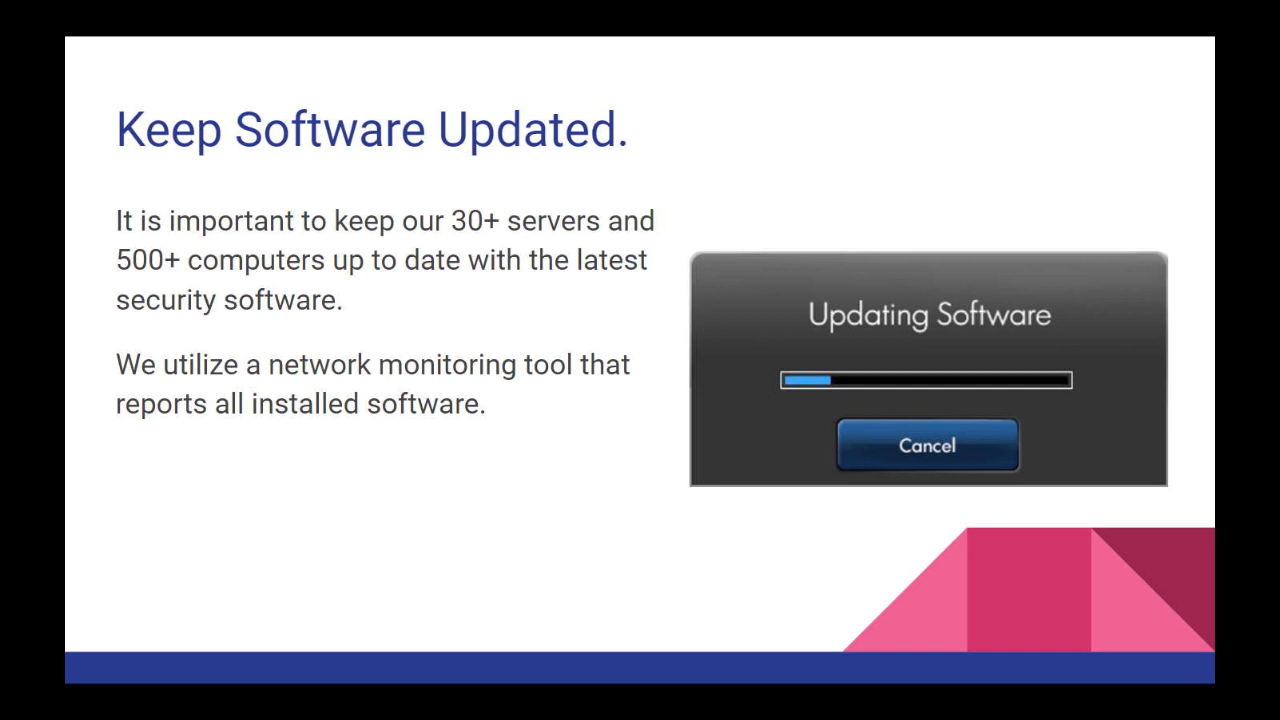 Keep Software Updated.
It is important to keep our 30+ servers and
500+ computers up to date with the latest
security software.
We utilize a network monitoring tool that
reports all installed software.
Updating Software
Cancel